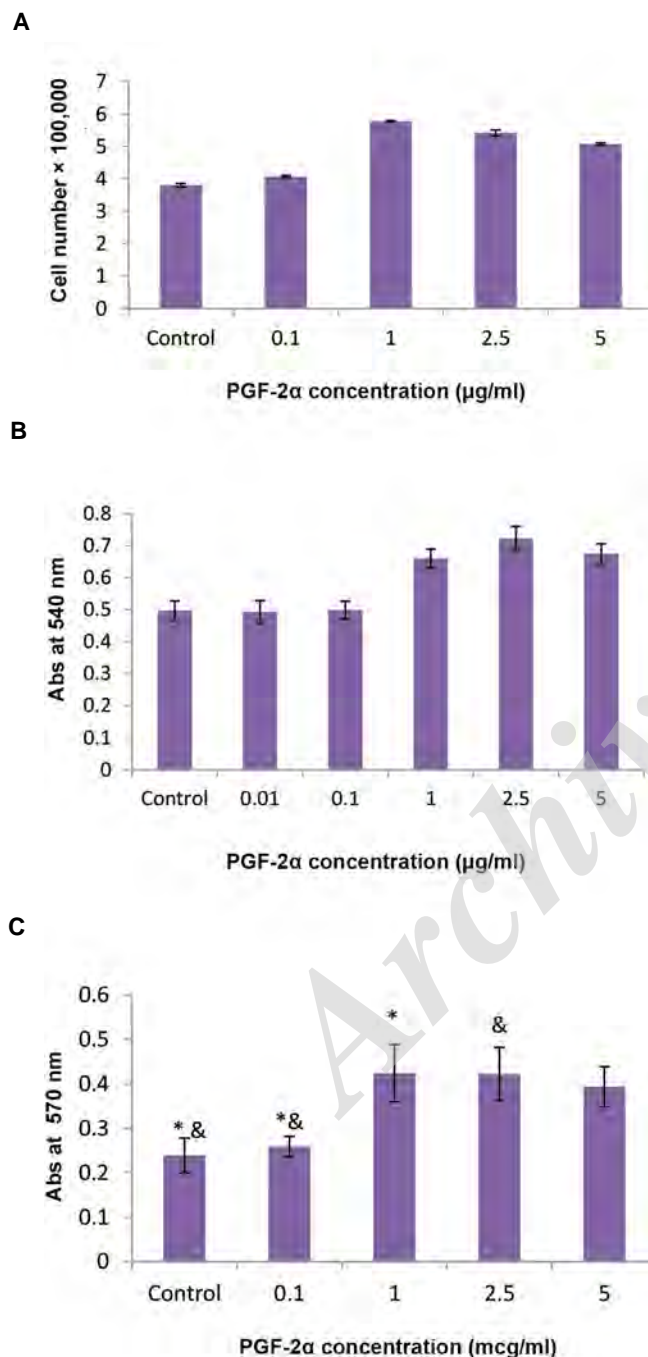 A
Cell number × 100,000
7
6
5
4
3
2
1
0
Control 0.1 1 2.5 5
PGF-2α concentration (µg/ml)
B
Abs at 540 nm
0.8
0.7
0.6
0.5
0.4
0.3
0.2
0.1
0
Control 0.01 0.1 1 2.5 5
PGF-2α concentration (µg/ml)
C
Abs at 570 nm
0.6
0.5
0.4
0.3
0.2
0.1
0
* & *& * &
Control 0.1 1 2.5 5
PGF-2α concentration (mcg/ml)